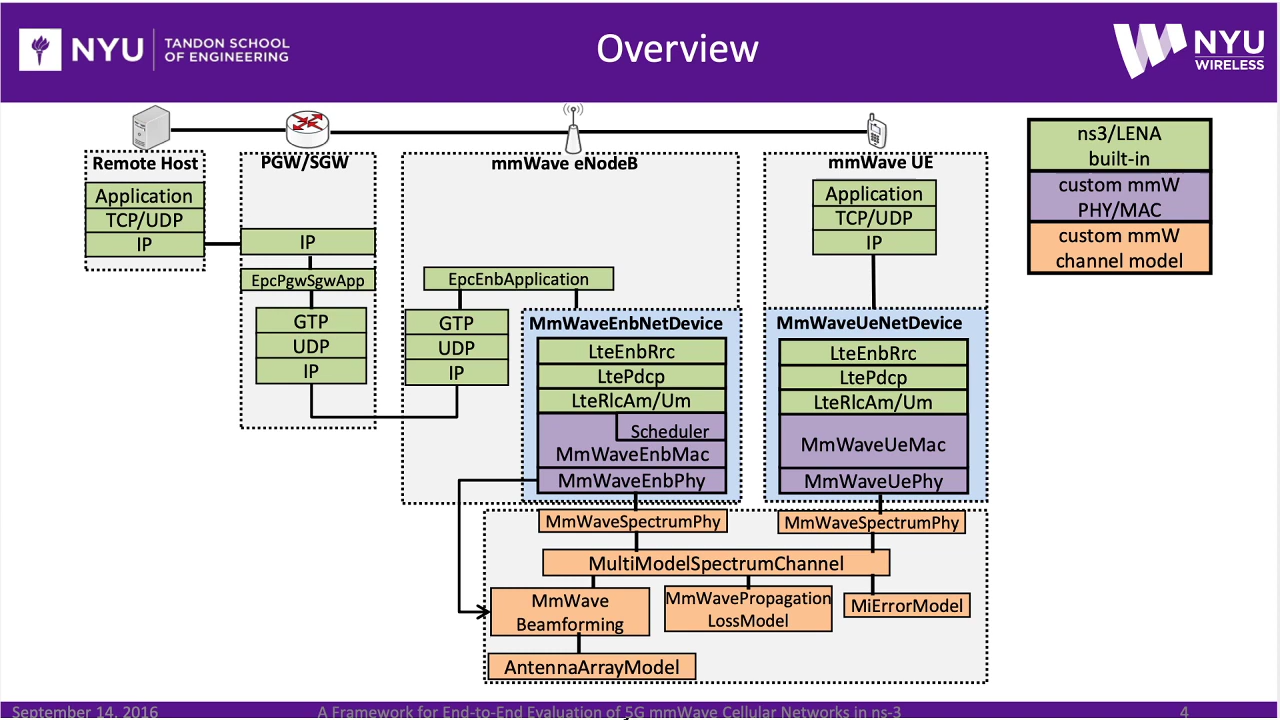 NYU
TANDON SCHOOL
OF ENGINEERING
Overview
NYU
WIRELESS
Remote Host
Application
TCP/UDP
IP
PGW/SGW
IP
EpcPgwSgwApp
GTP
UDP
IP
mmWave eNodeB
EpcEnbApplication
GTP
UDP
IP
MmWaveEnbNetDevice
LteEnbRrc
LtePdcp
LteRlcAm/Um
Scheduler
MmWaveEnbMac
MmWaveEnbPhy
mmWave UE
Application
TCP/UDP
IP
MmWaveUeNetDevice
LteEnbRrc
LtePdcp
LteRlcAm/Um
MmWaveUeMac
MmWaveUePhy
MmWaveSpectrumPhy
MmWaveSpectrumPhy
MultiModelSpectrumChannel
MmWave
Beamforming
MmWavePropagation
LossModel
MiErrorModel
AntennaArrayModel
ns3/LENA
built-in
custom mmW
PHY/MAC
custom mmW
channel model
September 14, 2016
A Framework for End-to-End Evaluation of 5G mmWave Cellular Networks in ns-3
4